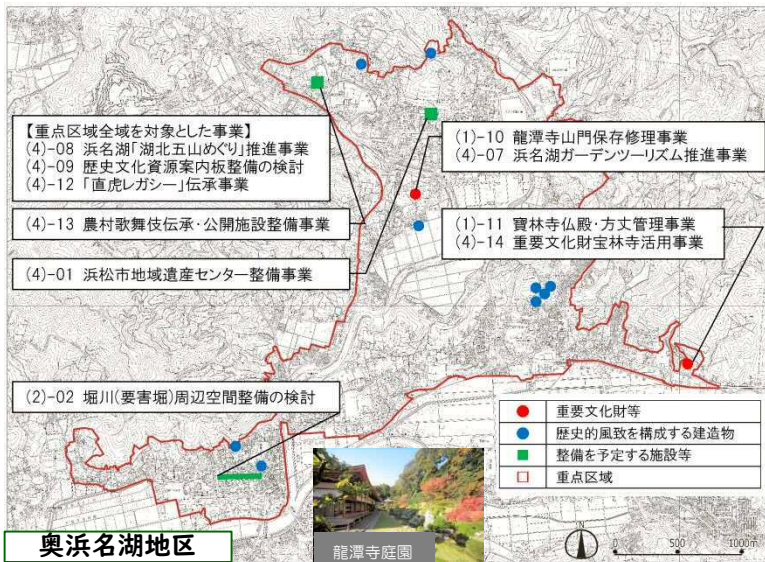 【重点区域全域を対象とした事業】
(4)-08 浜名湖「湖北五山めぐり」推進事業
(4)-09 歴史文化資源案内板整備の検討
(4)-12 「直虎レガシー」伝承事業
(1)-10 龍潭寺山門保存修理事業
(4)-07 浜名湖ガーデンツーリズム推進事業
(4)-13 農村歌舞伎伝承・公開施設整備事業
(1)-11 寶林寺仏殿・方丈管理事業
(4)-14 重要文化財宝林寺活用事業
(4)-01 浜松市地域遺産センター整備事業
(2)-02 堀川(要害堀)周辺空間整備の検討
重要文化財等
歴史的風致を構成する建造物
整備を予定する施設等
重点区域
奥浜名湖地区
龍潭寺庭園
0 500 1000m